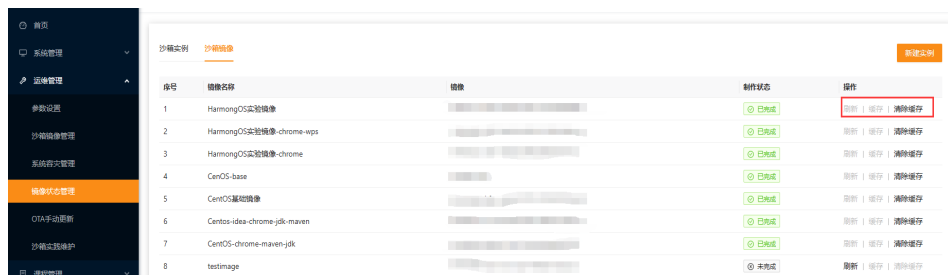 首页
系统管理
运维管理
参数设置
沙箱镜像管理
系统容灾管理
镜像状态管理
OTA手动更新
沙箱实践维护
课程管理
沙箱实例 沙箱镜像
新建实例
序号 镜像名称 镜像 制作状态 操作
1 HarmongOS实验镜像 已完成 刷新 | 缓存 | 清除缓存
2 HarmongOS实验镜像-chrome-wps 已完成 刷新 | 缓存 | 清除缓存
3 HarmongOS实验镜像-chrome 已完成 刷新 | 缓存 | 清除缓存
4 CenOS-base 已完成 刷新 | 缓存 | 清除缓存
5 CentOS基础镜像 已完成 刷新 | 缓存 | 清除缓存
6 Centos-idea-chrome-jdk-maven 已完成 刷新 | 缓存 | 清除缓存
7 CentOS-chrome-maven-jdk 已完成 刷新 | 缓存 | 清除缓存
8 testimage 未完成 刷新 | 缓存 | 清除缓存